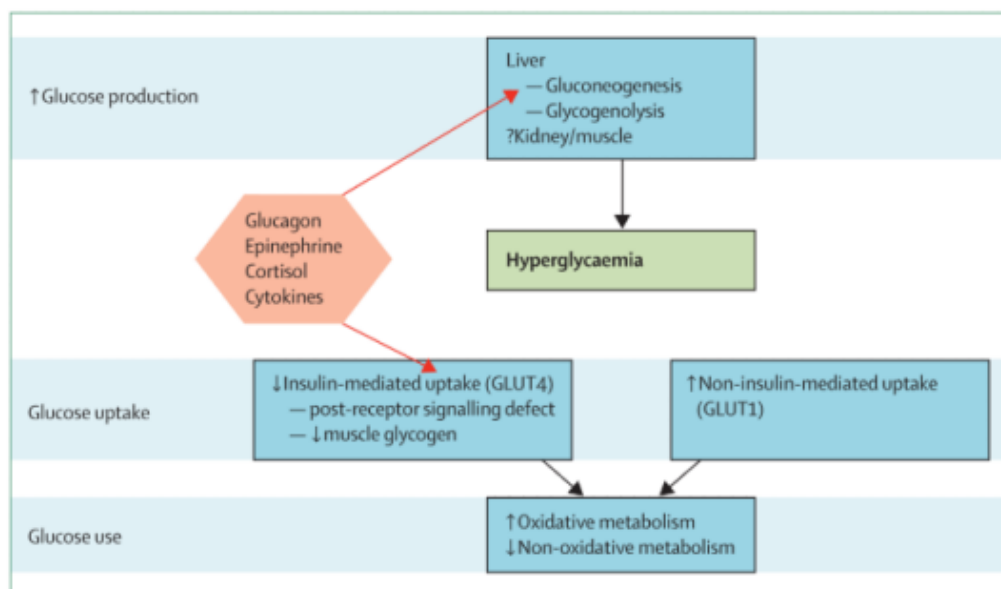 ↑Glucose production
Liver
— Gluconeogenesis
— Glycogenolysis
?Kidney/muscle
Glucagon
Epinephrine
Cortisol
Cytokines
Hyperglycaemia
Glucose uptake
↓Insulin-mediated uptake (GLUT4)
— post-receptor signalling defect
— ↓muscle glycogen
↑Non-insulin-mediated uptake
(GLUT1)
Glucose use
↑Oxidative metabolism
↓Non-oxidative metabolism